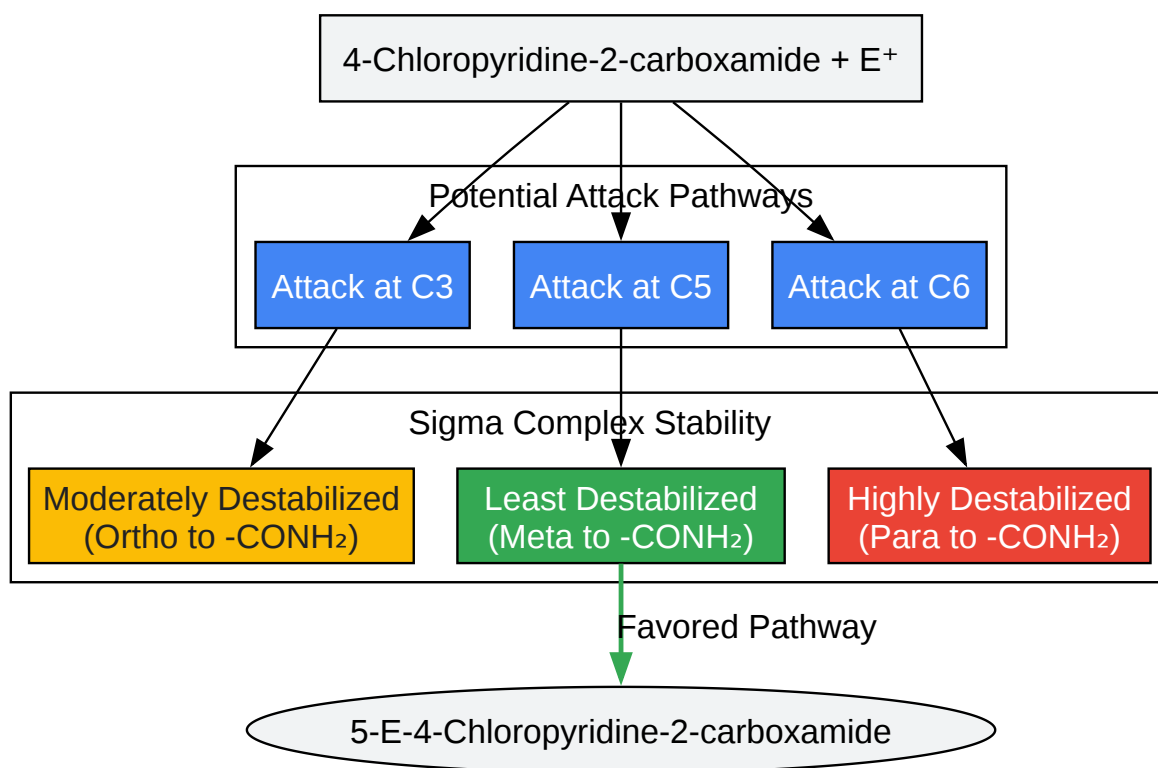 4-Chloropyridine-2-carboxamide + E⁺
Potential Attack Pathways
Attack at C3
Attack at C5
Attack at C6
Sigma Complex Stability
Moderately Destabilized
(Ortho to -CONH₂)
Least Destabilized
(Meta to -CONH₂)
Highly Destabilized
(Para to -CONH₂)
Favored Pathway
5-E-4-Chloropyridine-2-carboxamide